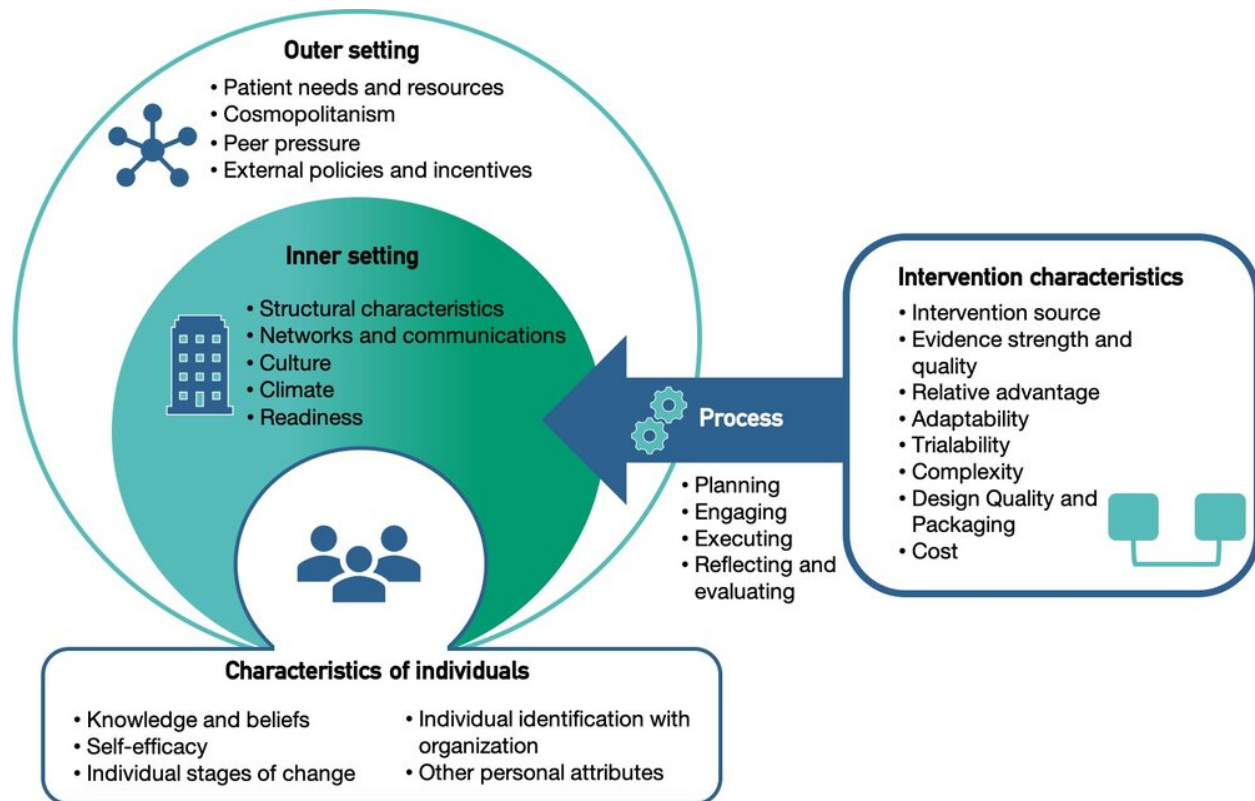 Outer setting
• Patient needs and resources
• Cosmopolitanism
• Peer pressure
• External policies and incentives
Inner setting
• Structural characteristics
• Networks and communications
• Culture
• Climate
• Readiness
Process
• Planning
• Engaging
• Executing
• Reflecting and
evaluating
Intervention characteristics
• Intervention source
• Evidence strength and
quality
• Relative advantage
• Adaptability
• Trialability
• Complexity
• Design Quality and
Packaging
• Cost
Characteristics of individuals
• Knowledge and beliefs
• Self-efficacy
• Individual stages of change
• Individual identification with
organization
• Other personal attributes